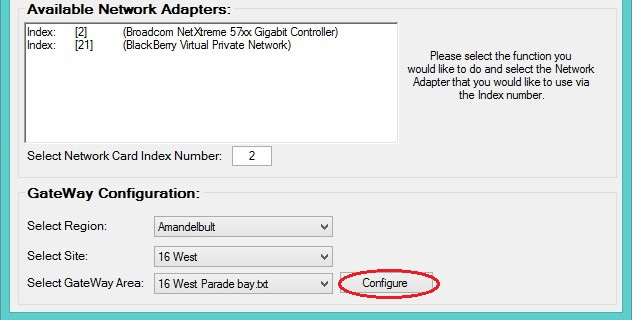 Available Network Adapters:
Index: [2] (Broadcom NetXtreme 57xx Gigabit Controller)
Index: [21] (BlackBerry Virtual Private Network)
Please select the function you
would like to do and select the Network
Adapter that you would like to use via
the Index number.
Select Network Card Index Number: 2
GateWay Configuration:
Select Region: Amandelbult
Select Site: 16 West
Select GateWay Area: 16 West Parade bay.txt Configure